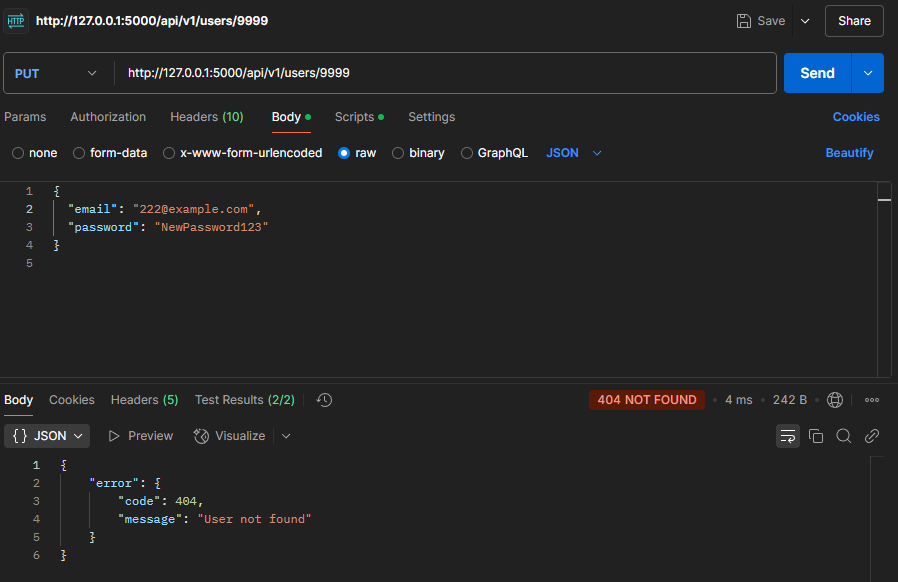 HTTP http://127.0.0.1:5000/api/v1/users/9999 Save Share
PUT http://127.0.0.1:5000/api/v1/users/9999 Send
Params Authorization Headers (10) Body Scripts Settings Cookies
none form-data x-www-form-urlencoded raw binary GraphQL JSON Beautify
1 {
2 "email": "222@example.com",
3 "password": "NewPassword123"
4 }
5
Body Cookies Headers (5) Test Results (2/2) 404 NOT FOUND 4 ms 242 B
{} JSON Preview Visualize
1 {
2 "error": {
3 "code": 404,
4 "message": "User not found"
5 }
6 }